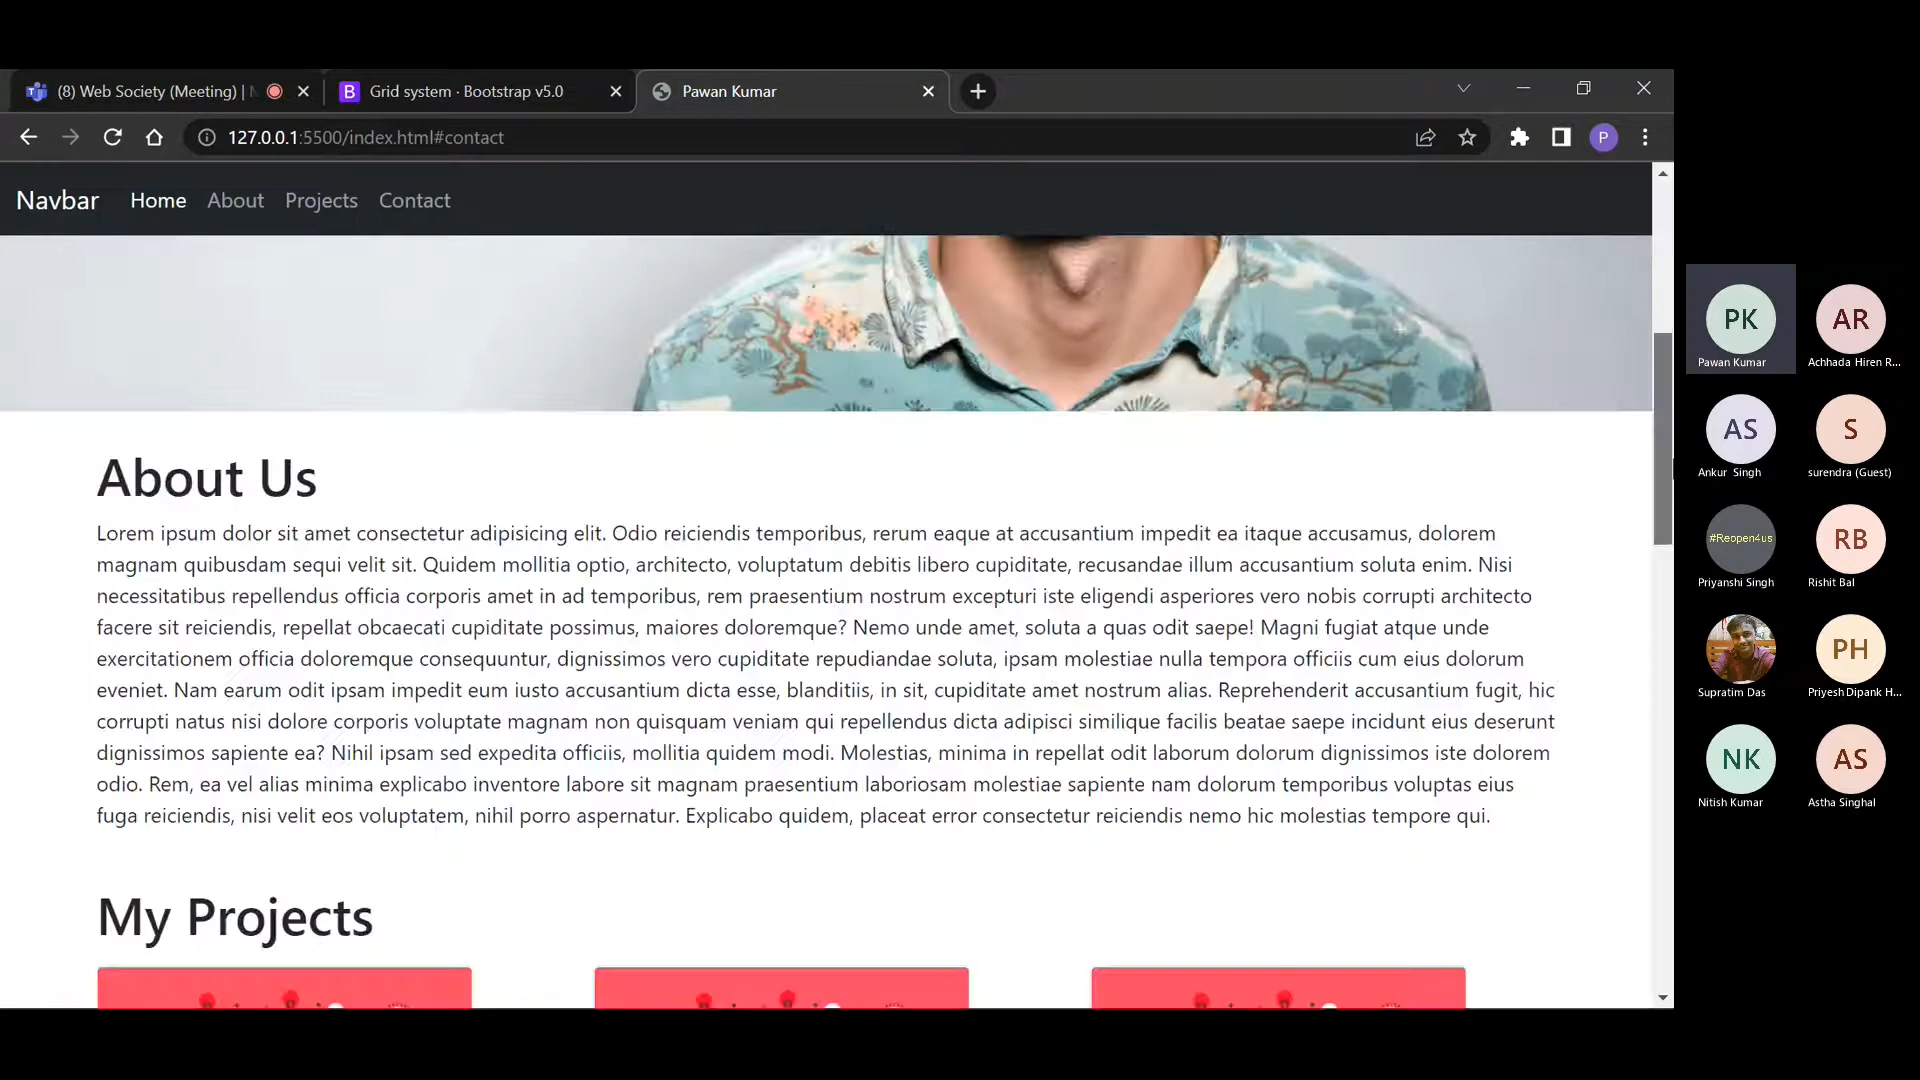 (8) Web Society (Meeting) |
Grid system · Bootstrap v5.0
Pawan Kumar
127.0.0.1:5500/index.html#contact
P
Navbar
Home
About
Projects
Contact
About Us
Lorem ipsum dolor sit amet consectetur adipisicing elit. Odio reiciendis temporibus, rerum eaque at accusantium impedit ea itaque accusamus, dolorem
magnam quibusdam sequi velit sit. Quidem mollitia optio, architecto, voluptatum debitis libero cupiditate, recusandae illum accusantium soluta enim. Nisi
necessitatibus repellendus officia corporis amet in ad temporibus, rem praesentium nostrum excepturi iste eligendi asperiores vero nobis corrupti architecto
facere sit reiciendis, repellat obcaecati cupiditate possimus, maiores doloremque? Nemo unde amet, soluta a quas odit saepe! Magni fugiat atque unde
exercitationem officia doloremque consequuntur, dignissimos vero cupiditate repudiandae soluta, ipsam molestiae nulla tempora officiis cum eius dolorum
eveniet. Nam earum odit ipsam impedit eum iusto accusantium dicta esse, blanditiis, in sit, cupiditate amet nostrum alias. Reprehenderit accusantium fugit, hic
corrupti natus nisi dolore corporis voluptate magnam non quisquam veniam qui repellendus dicta adipisci similique facilis beatae saepe incidunt eius deserunt
dignissimos sapiente ea? Nihil ipsam sed expedita officiis, mollitia quidem modi. Molestias, minima in repellat odit laborum dolorum dignissimos iste dolorem
odio. Rem, ea vel alias minima explicabo inventore labore sit magnam praesentium laboriosam molestiae sapiente nam dolorum temporibus voluptas eius
fuga reiciendis, nisi velit eos voluptatem, nihil porro aspernatur. Explicabo quidem, placeat error consectetur reiciendis nemo hic molestias tempore qui.
My Projects
PK
Pawan Kumar
AR
Achhada Hiren R...
AS
Ankur Singh
S
surendra (Guest)
#Reopen4us
Priyanshi Singh
RB
Rishit Bal
Supratim Das
PH
Priyesh Dipank H...
NK
Nitish Kumar
AS
Astha Singhal